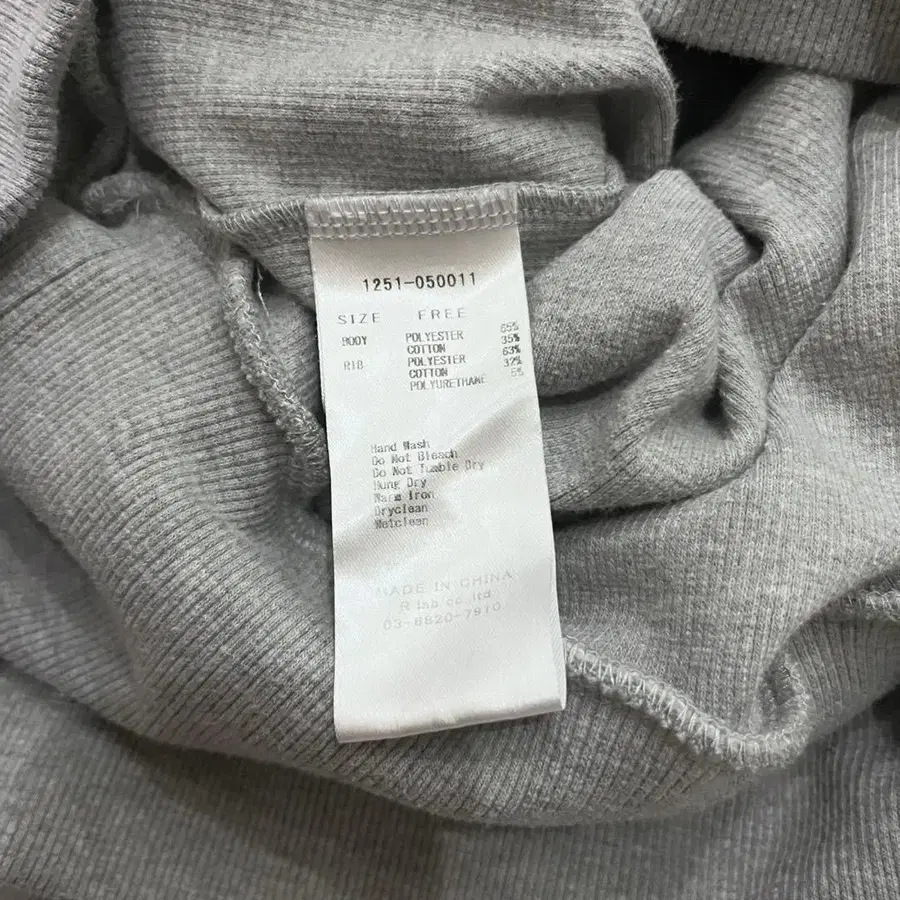 1251-050011
SIZE FREE
BODY POLYESTER 65%
COTTON 35%
RIB POLYESTER 63%
COTTON 32%
POLYURETHANE 5%
Hand Wash
Do Not Bleach
Do Not Tumble Dry
Hung Dry
Warm Iron
Dryclean
Wetclean
MADE IN CHINA
R lab co.,ltd
03-6820-7910